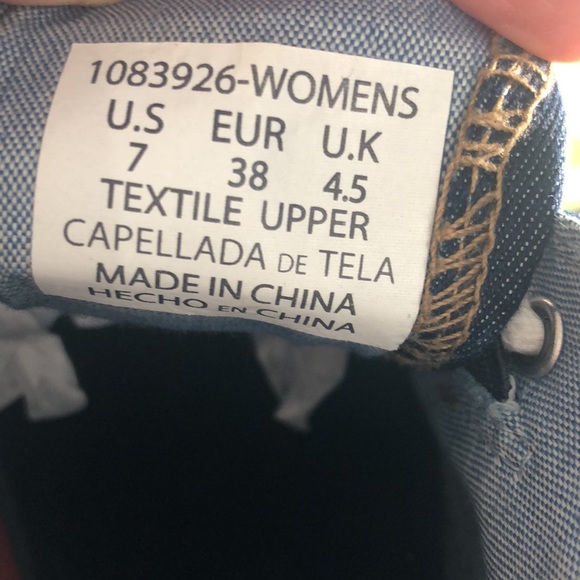 1083926-WOMENS
U.S EUR U.K
7 38 4.5
TEXTILE UPPER
CAPELLADA DE TELA
MADE IN CHINA
HECHO EN CHINA